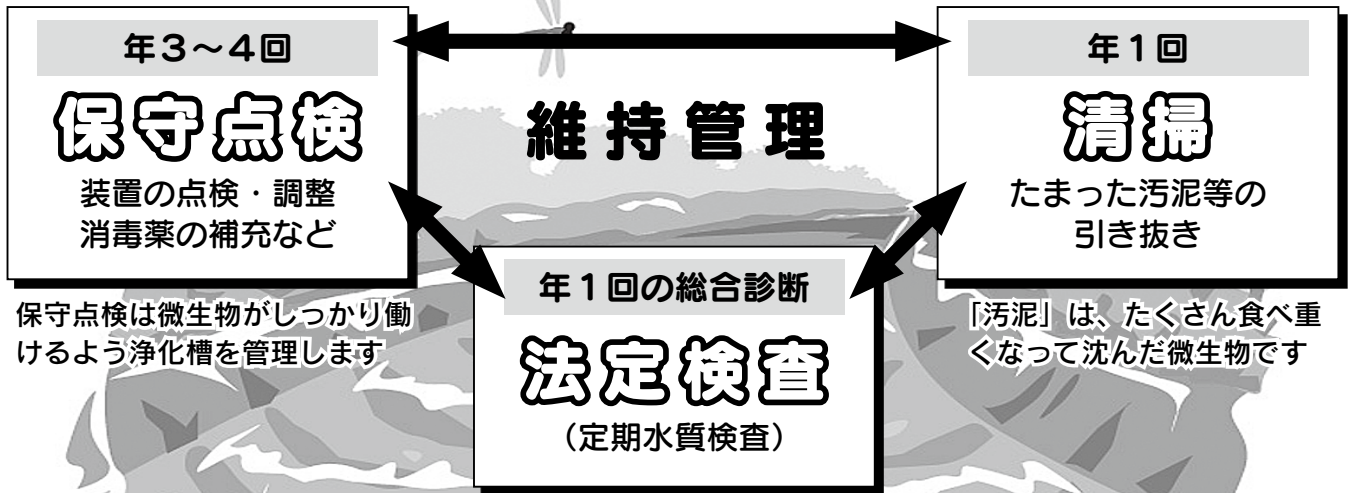 年3～4回
保守点検
装置の点検・調整
消毒薬の補充など
保守点検は微生物がしっかり働
けるよう浄化槽を管理します
維持管理
年1回
清掃
たまった汚泥等の
引き抜き
「汚泥」は、たくさん食べ重
くなって沈んだ微生物です
年1回の総合診断
法定検査
（定期水質検査）